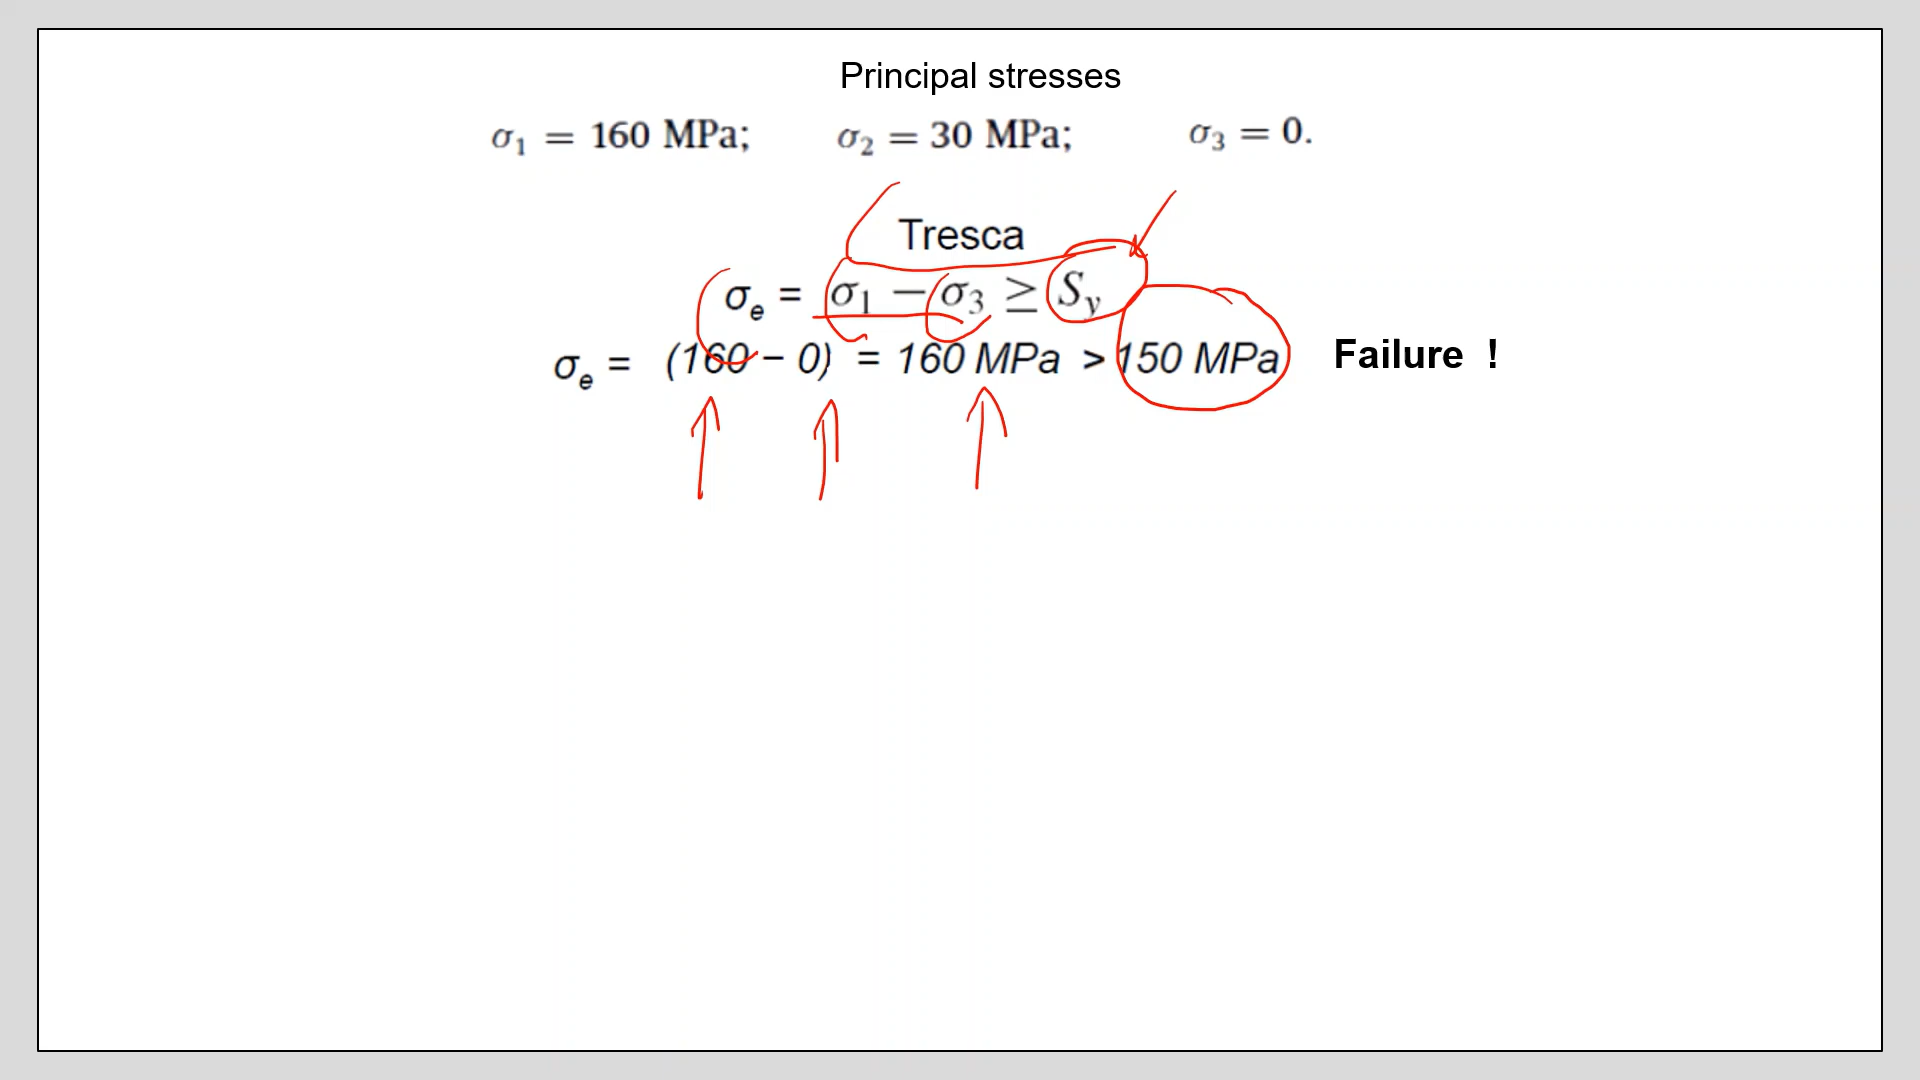 Principal stresses
σ₁ = 160 MPa; σ₂ = 30 MPa; σ₃ = 0.
Tresca
σₑ = σ₁ − σ₃ ≥ S_y
σₑ = (160 − 0) = 160 MPa > 150 MPa Failure !